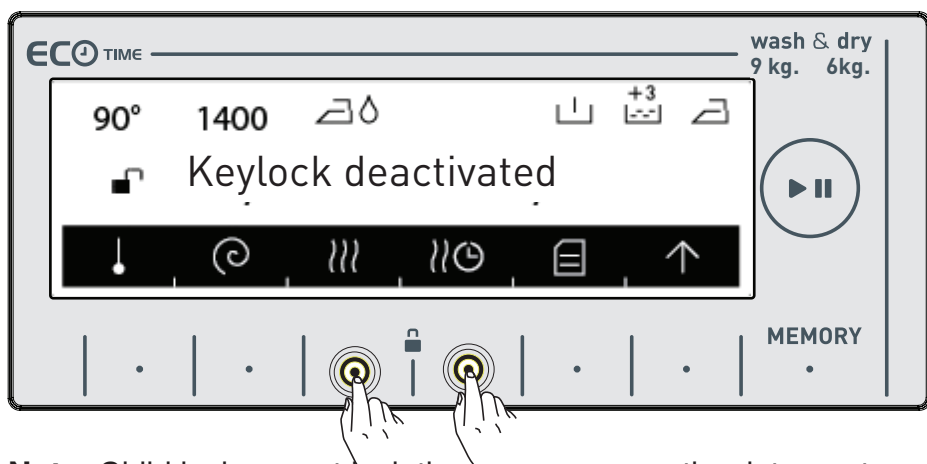 ECO TIME
wash & dry
9 kg. 6kg.
90° 1400 +3
Keylock deactivated
MEMORY